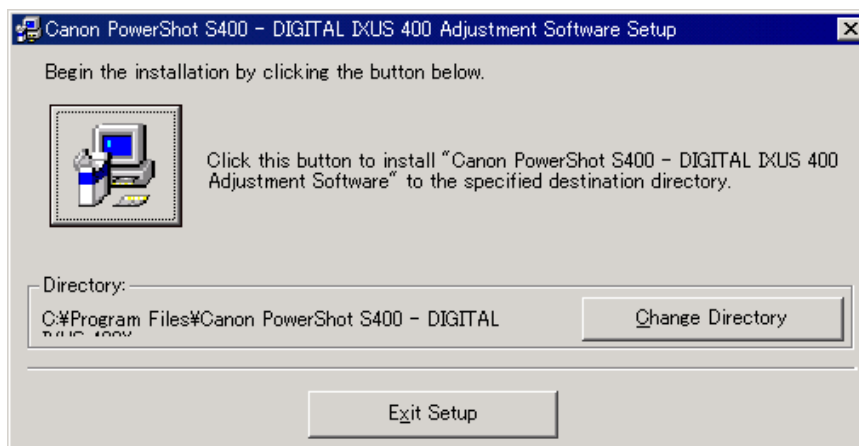 Canon PowerShot S400 - DIGITAL IXUS 400 Adjustment Software Setup
Begin the installation by clicking the button below.
Click this button to install "Canon PowerShot S400 - DIGITAL IXUS 400
Adjustment Software" to the specified destination directory.
Directory:
C:¥Program Files¥Canon PowerShot S400 - DIGITAL
Change Directory
Exit Setup